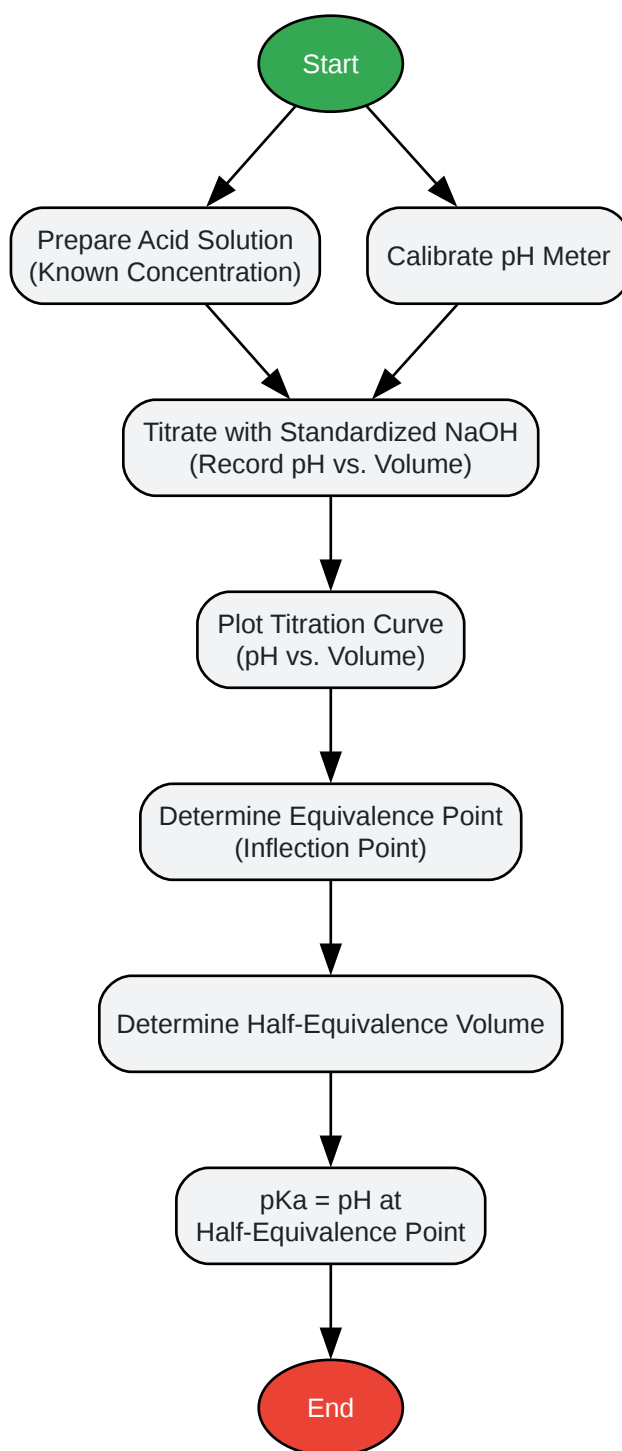 Start
Prepare Acid Solution
(Known Concentration)
Calibrate pH Meter
Titrate with Standardized NaOH
(Record pH vs. Volume)
Plot Titration Curve
(pH vs. Volume)
Determine Equivalence Point
(Inflection Point)
Determine Half-Equivalence Volume
pKa = pH at
Half-Equivalence Point
End